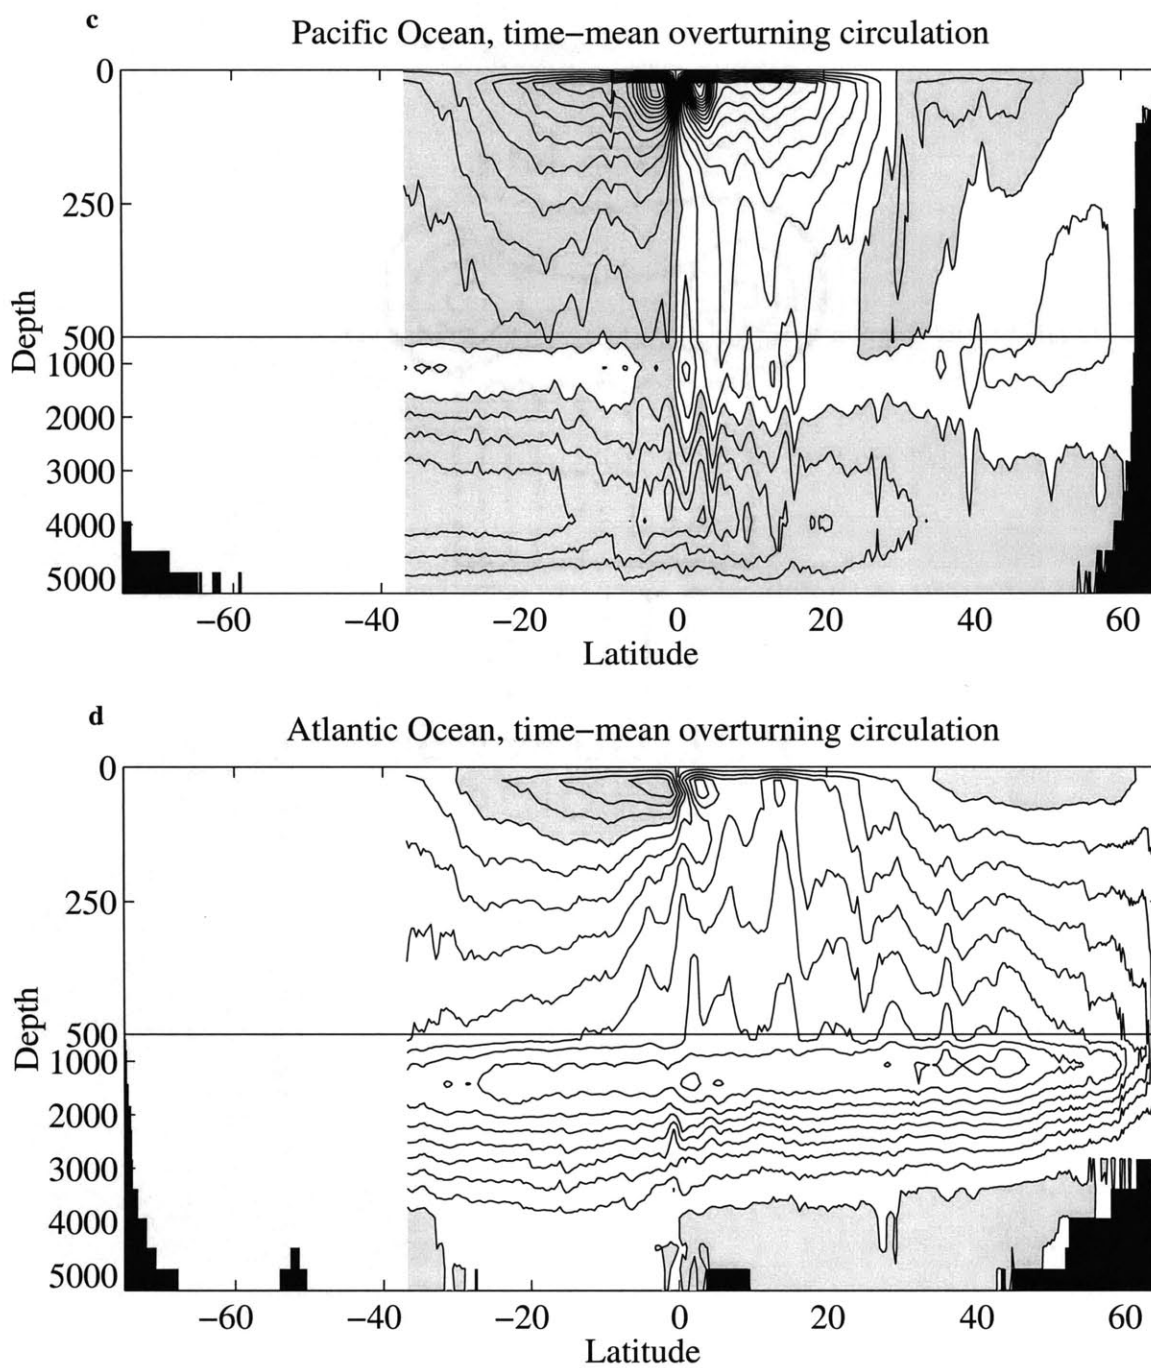 c
Pacific Ocean, time−mean overturning circulation
0
250
500
1000
2000
3000
4000
5000
Depth
−60 −40 −20 0 20 40 60
Latitude
d
Atlantic Ocean, time−mean overturning circulation
0
250
500
1000
2000
3000
4000
5000
Depth
−60 −40 −20 0 20 40 60
Latitude